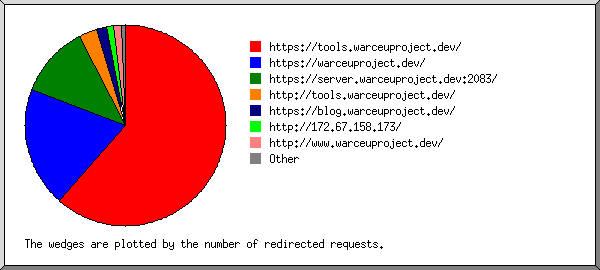 https://tools.warceuproject.dev/
https://warceuproject.dev/
https://server.warceuproject.dev:2083/
http://tools.warceuproject.dev/
https://blog.warceuproject.dev/
http://172.67.158.173/
http://www.warceuproject.dev/
Other
The wedges are plotted by the number of redirected requests.